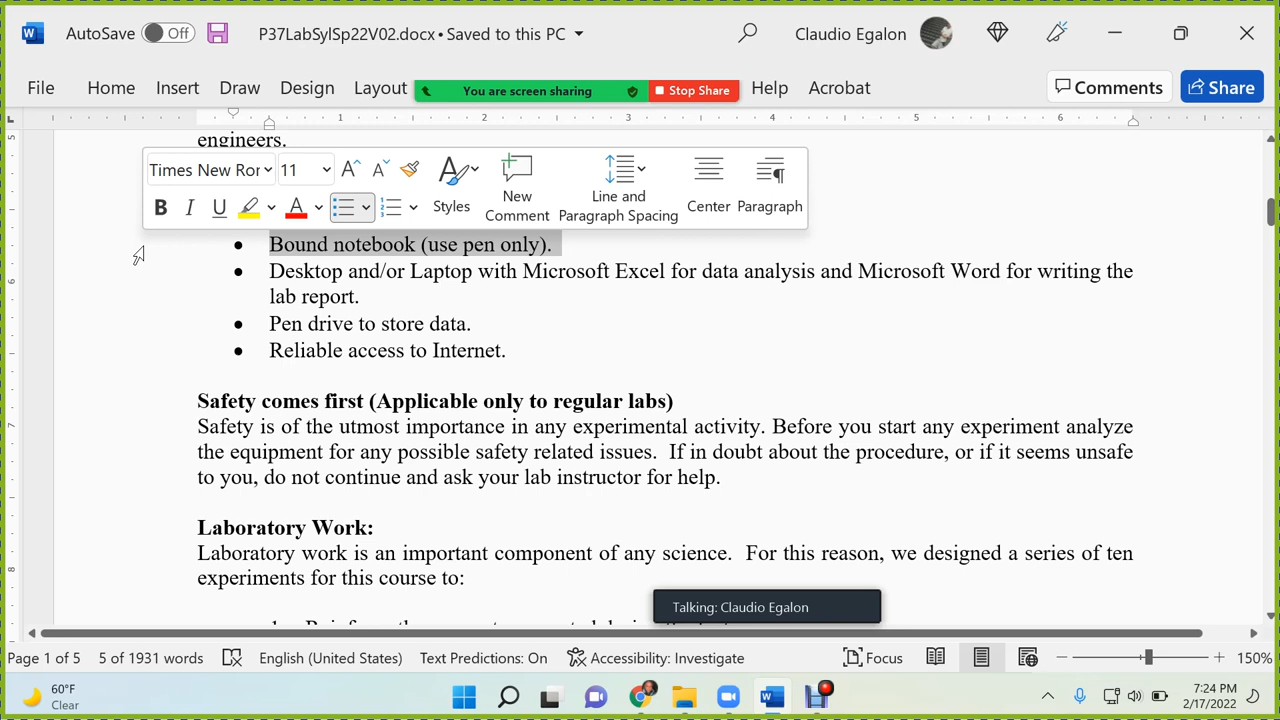 AutoSave Off P37LabSylSp22V02.docx • Saved to this PC Claudio Egalon
File Home Insert Draw Design Layout You are screen sharing Stop Share Help Acrobat Comments Share
1 2 3 4 5 6
engineers.
Times New Ror 11 Styles New Comment Line and Paragraph Spacing Center Paragraph
B I U A
• Bound notebook (use pen only).
• Desktop and/or Laptop with Microsoft Excel for data analysis and Microsoft Word for writing the
lab report.
• Pen drive to store data.
• Reliable access to Internet.
Safety comes first (Applicable only to regular labs)
Safety is of the utmost importance in any experimental activity. Before you start any experiment analyze
the equipment for any possible safety related issues. If in doubt about the procedure, or if it seems unsafe
to you, do not continue and ask your lab instructor for help.
Laboratory Work:
Laboratory work is an important component of any science. For this reason, we designed a series of ten
experiments for this course to:
Talking: Claudio Egalon
Page 1 of 5 5 of 1931 words English (United States) Text Predictions: On Accessibility: Investigate Focus 150%
60°F
Clear
7:24 PM
2/17/2022